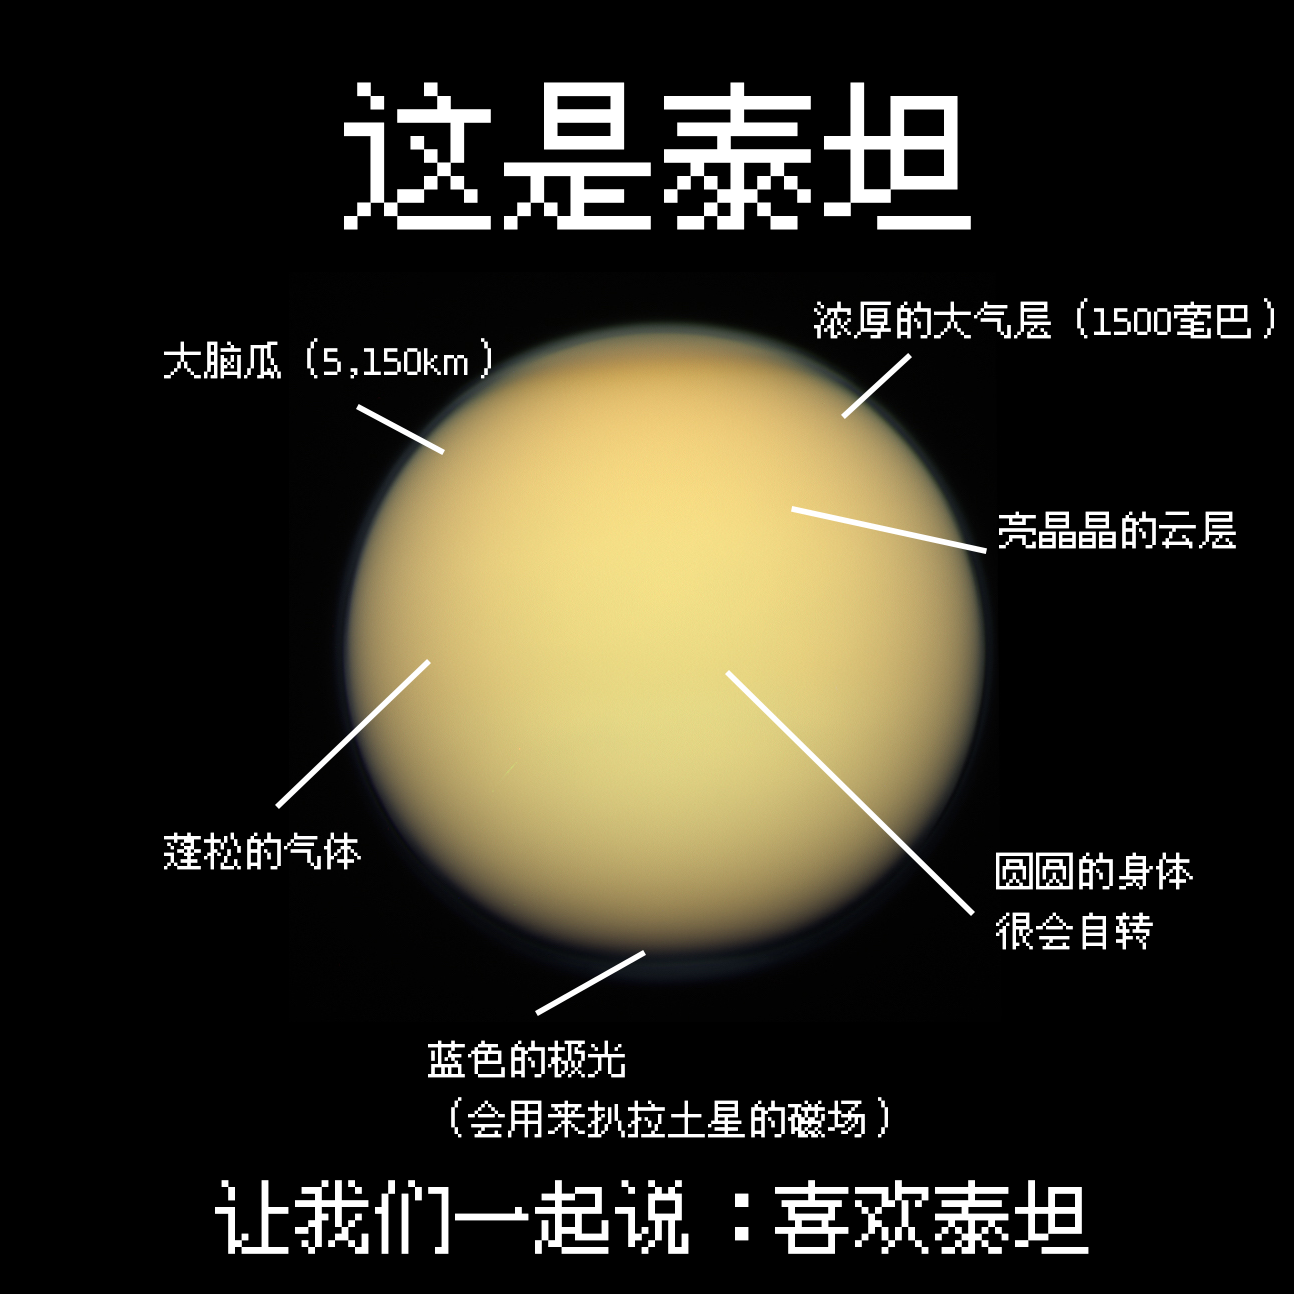 这是泰坦
浓厚的大气层（1500毫巴）
大脑瓜（5,150km）
亮晶晶的云层
蓬松的气体
圆圆的身体
很会自转
蓝色的极光
（会用来扒拉土星的磁场）
让我们一起说：喜欢泰坦